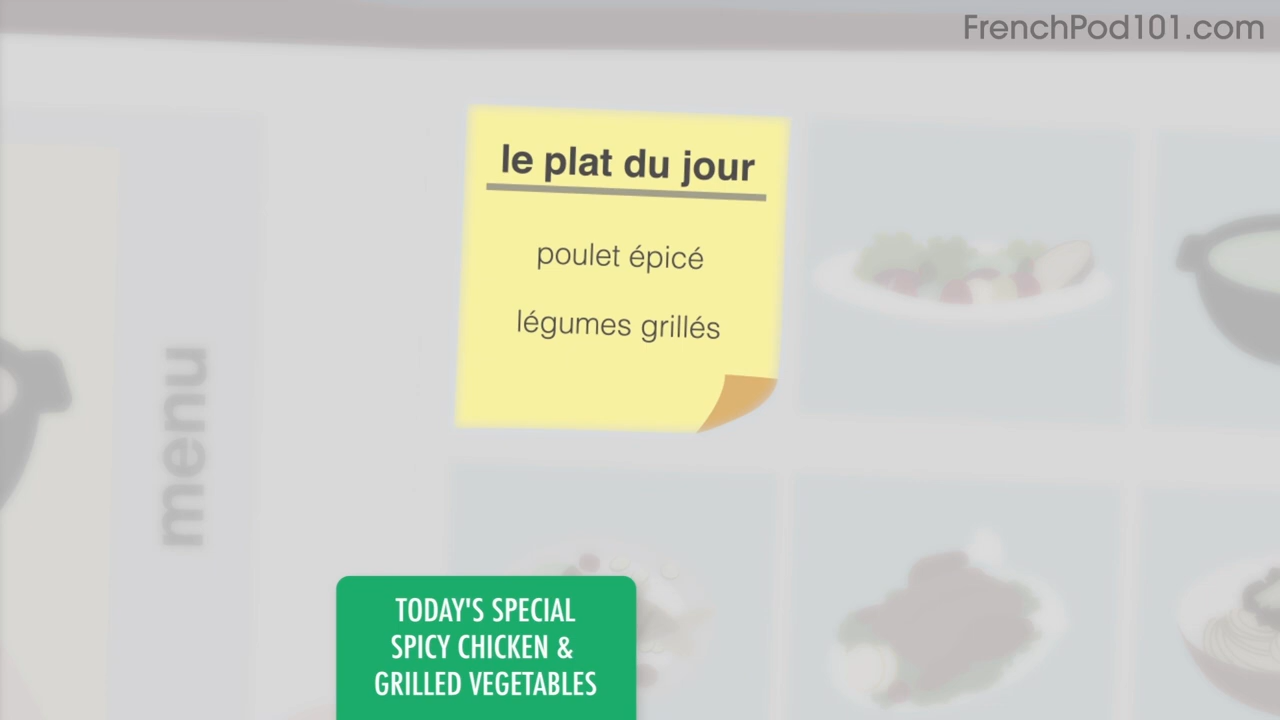 FrenchPod101.com
le plat du jour
poulet épicé
légumes grillés
menu
TODAY'S SPECIAL
SPICY CHICKEN &
GRILLED VEGETABLES